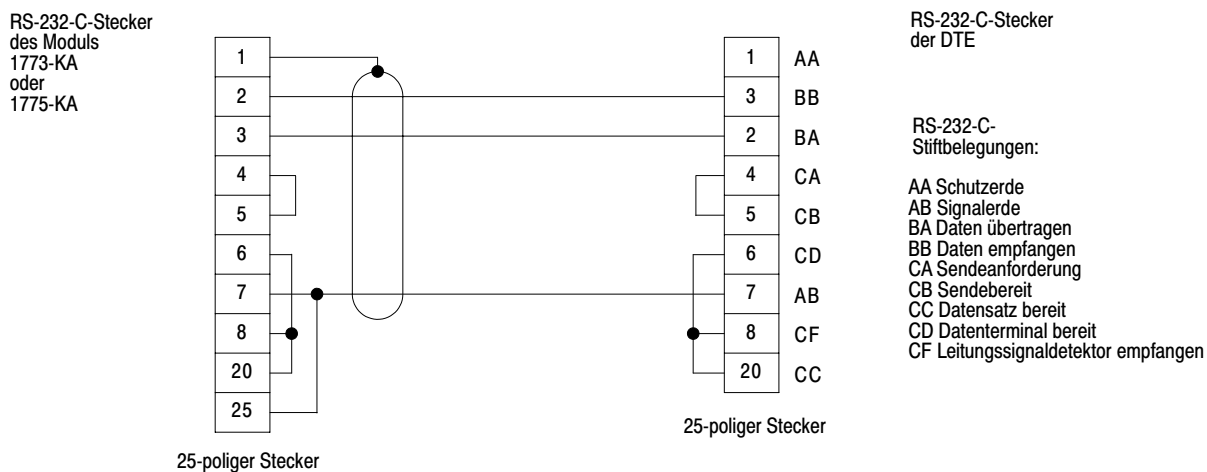 RS-232-C-Stecker
des Moduls
1773-KA
oder
1775-KA
1
2
3
4
5
6
7
8
20
25
25-poliger Stecker
1 AA
3 BB
2 BA
4 CA
5 CB
6 CD
7 AB
8 CF
20 CC
25-poliger Stecker
RS-232-C-Stecker
der DTE
RS-232-C-
Stiftbelegungen:
AA Schutzerde
AB Signalerde
BA Daten übertragen
BB Daten empfangen
CA Sendeanforderung
CB Sendebereit
CC Datensatz bereit
CD Datenterminal bereit
CF Leitungssignaldetektor empfangen